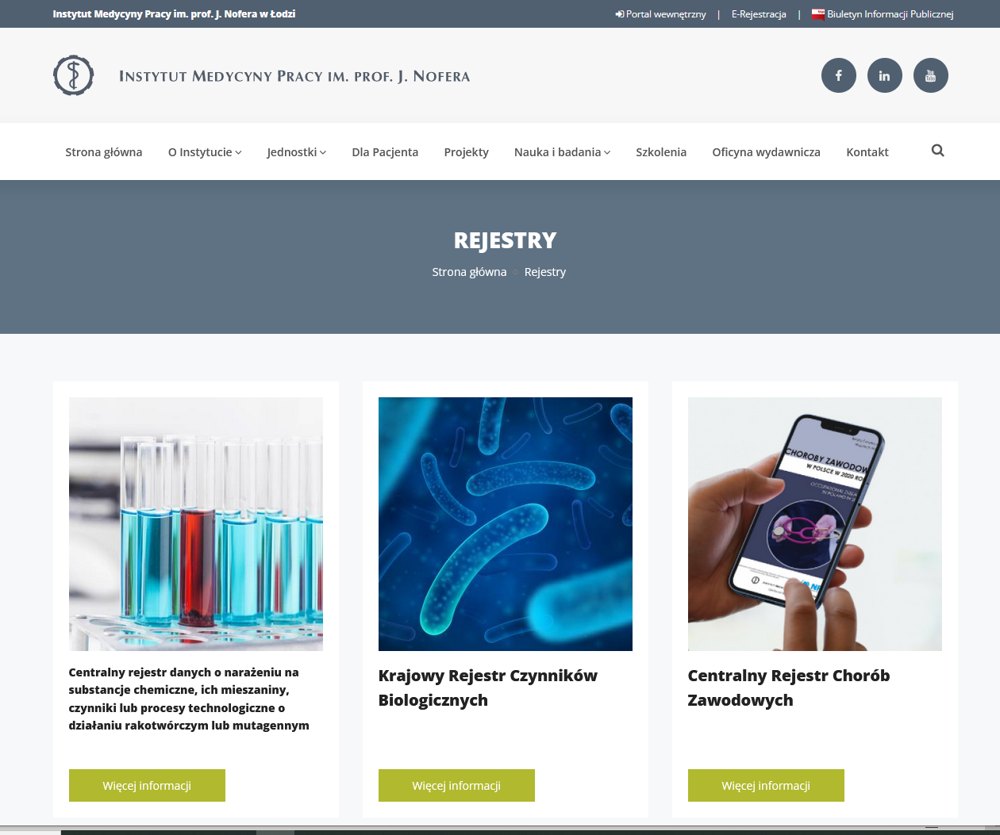 Instytut Medycyny Pracy im. prof. J. Nofera w Łodzi
Portal wewnętrzny | E-Rejestracja | Biuletyn Informacji Publicznej
INSTYTUT MEDYCYNY PRACY IM. PROF. J. NOFERA
Strona główna O Instytucie Jednostki Dla Pacjenta Projekty Nauka i badania Szkolenia Oficyna wydawnicza Kontakt
REJESTRY
Strona główna Rejestry
CHOROBY ZAWODOW
W POLSCE W 2020 RO
Centralny rejestr danych o narażeniu na
substancje chemiczne, ich mieszaniny,
czynniki lub procesy technologiczne o
działaniu rakotwórczym lub mutagennym
Więcej informacji
Krajowy Rejestr Czynników
Biologicznych
Więcej informacji
Centralny Rejestr Chorób
Zawodowych
Więcej informacji